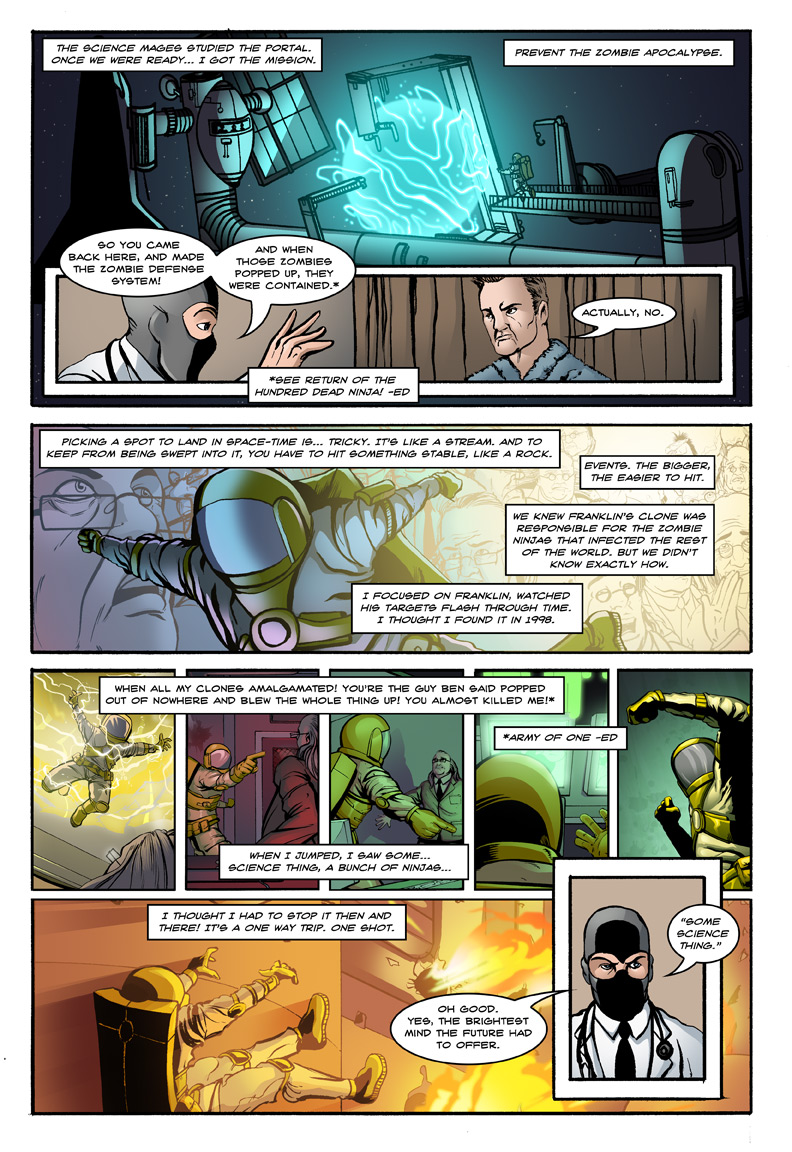 THE SCIENCE MAGES STUDIED THE PORTAL.
ONCE WE WERE READY... I GOT THE MISSION.
PREVENT THE ZOMBIE APOCALYPSE.
SO YOU CAME
BACK HERE, AND MADE
THE ZOMBIE DEFENSE
SYSTEM!
AND WHEN
THOSE ZOMBIES
POPPED UP, THEY
WERE CONTAINED.*
ACTUALLY, NO.
*SEE RETURN OF THE
HUNDRED DEAD NINJA! -ED
PICKING A SPOT TO LAND IN SPACE-TIME IS... TRICKY. IT'S LIKE A STREAM. AND TO
KEEP FROM BEING SWEPT INTO IT, YOU HAVE TO HIT SOMETHING STABLE, LIKE A ROCK.
EVENTS. THE BIGGER,
THE EASIER TO HIT.
WE KNEW FRANKLIN'S CLONE WAS
RESPONSIBLE FOR THE ZOMBIE
NINJAS THAT INFECTED THE REST
OF THE WORLD. BUT WE DIDN'T
KNOW EXACTLY HOW.
I FOCUSED ON FRANKLIN, WATCHED
HIS TARGETS FLASH THROUGH TIME.
I THOUGHT I FOUND IT IN 1998.
WHEN ALL MY CLONES AMALGAMATED! YOU'RE THE GUY BEN SAID POPPED
OUT OF NOWHERE AND BLEW THE WHOLE THING UP! YOU ALMOST KILLED ME!*
*ARMY OF ONE -ED
WHEN I JUMPED, I SAW SOME...
SCIENCE THING, A BUNCH OF NINJAS...
I THOUGHT I HAD TO STOP IT THEN AND
THERE! IT'S A ONE WAY TRIP. ONE SHOT.
"SOME
SCIENCE
THING."
OH GOOD.
YES, THE BRIGHTEST
MIND THE FUTURE HAD
TO OFFER.